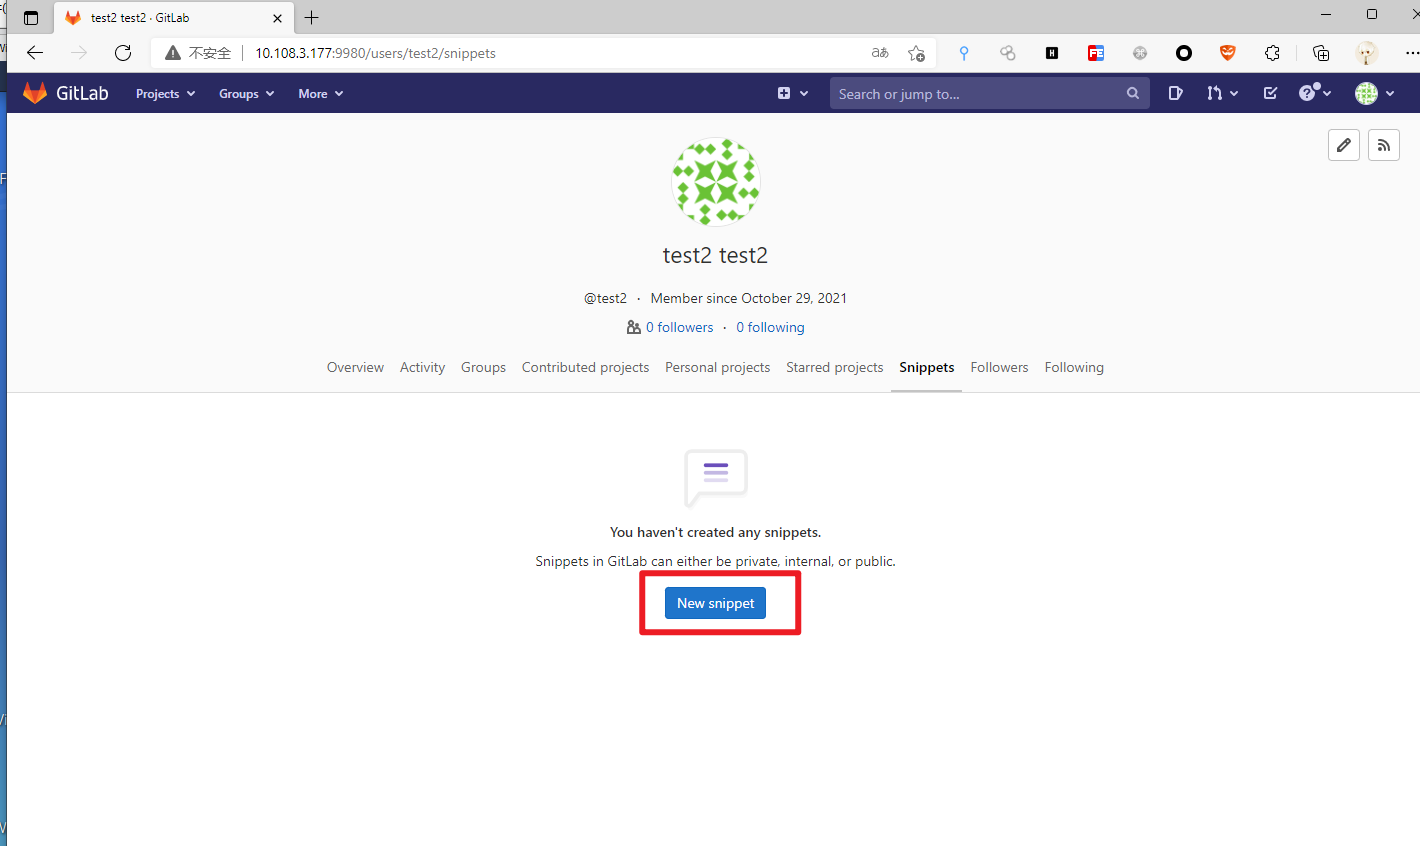 test2 test2 · GitLab
不安全 10.108.3.177:9980/users/test2/snippets
GitLab Projects Groups More Search or jump to...
test2 test2
@test2 · Member since October 29, 2021
0 followers · 0 following
Overview Activity Groups Contributed projects Personal projects Starred projects Snippets Followers Following
You haven't created any snippets.
Snippets in GitLab can either be private, internal, or public.
New snippet